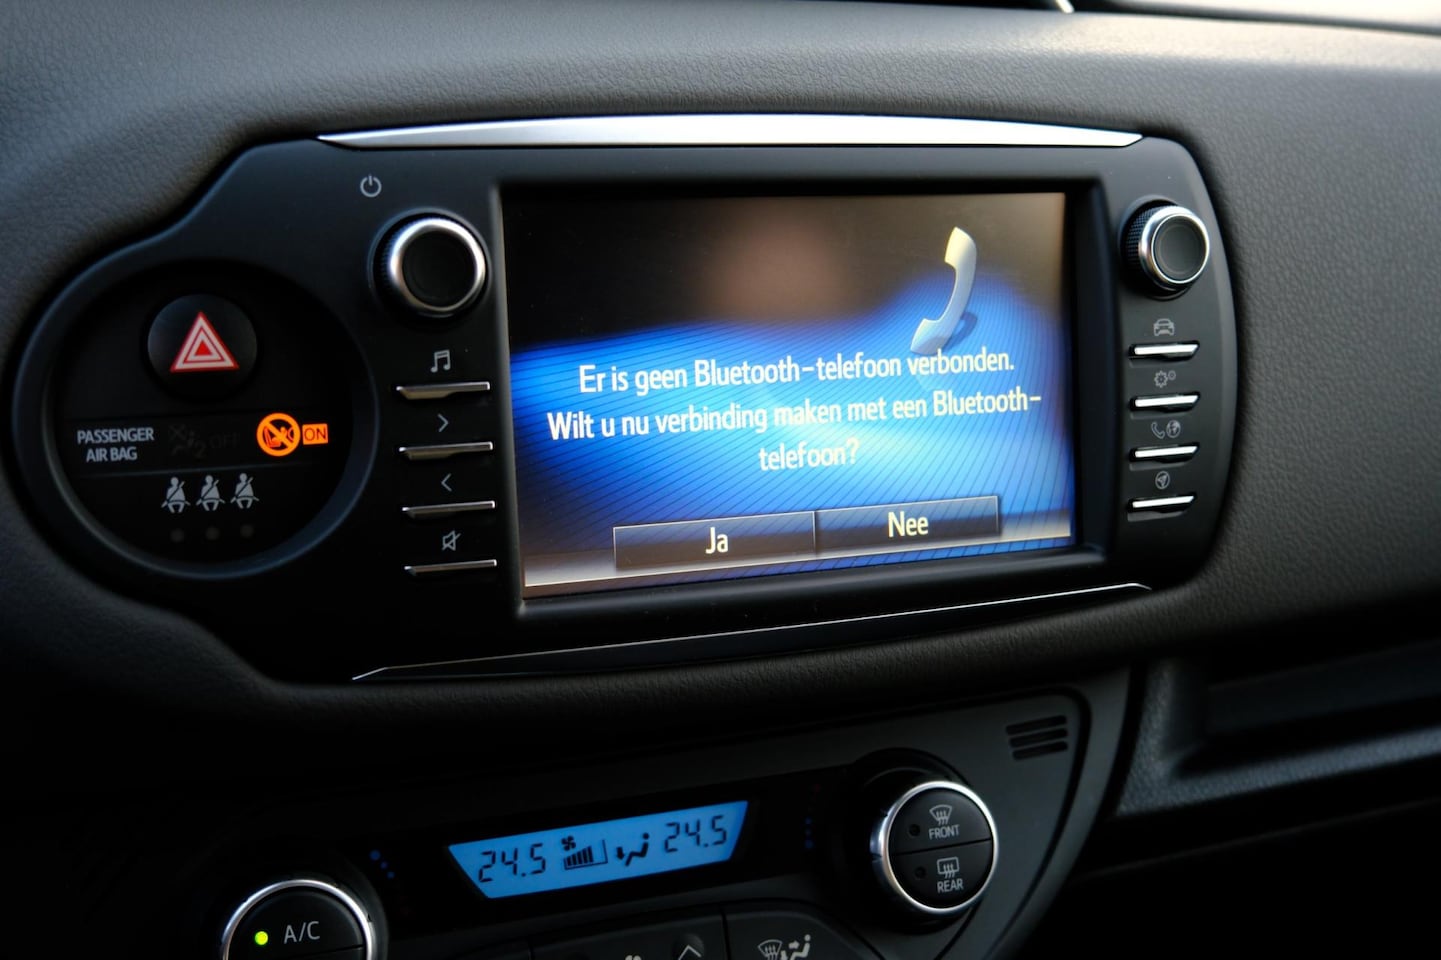 Er is geen Bluetooth-telefoon verbonden.
Wilt u nu verbinding maken met een Bluetooth-
telefoon?
Ja
Nee
PASSENGER
AIR BAG
2 OFF
ON
24.5
24.5
FRONT
REAR
A/C